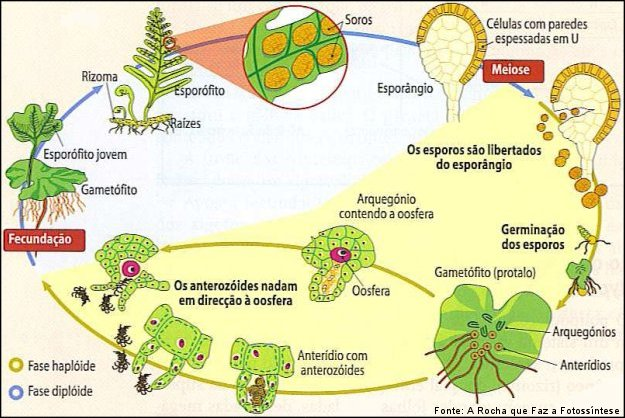 Soros
Células com paredes
espessadas em U
Meiose
Rizoma
Esporófito
Esporângio
Raízes
Os esporos são libertados
do esporângio
Esporófito jovem
Gametófito
Arquegónio
contendo a oosfera
Germinação
dos esporos
Fecundação
Gametófito (protalo)
Os anterozóides nadam
em direcção à oosfera
Oosfera
Arquegónios
Anterídio com
anterozóides
Anterídios
Fase haplóide
Fase diplóide
Fonte: A Rocha que Faz a Fotossíntese